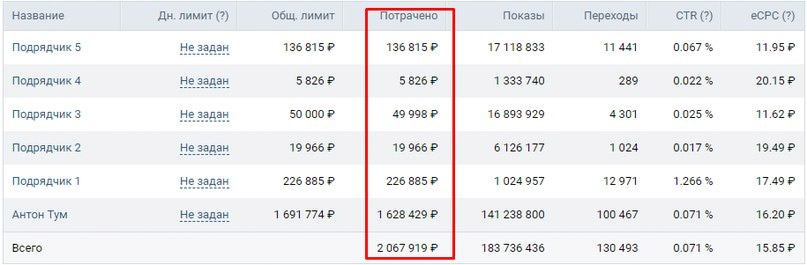 Название Дн. лимит (?) Общ. лимит Потрачено Показы Переходы CTR (?) eCPC (?)
Подрядчик 5 Не задан 136 815 ₽ 136 815 ₽ 17 118 833 11 441 0.067 % 11.95 ₽
Подрядчик 4 Не задан 5 826 ₽ 5 826 ₽ 1 333 740 289 0.022 % 20.15 ₽
Подрядчик 3 Не задан 50 000 ₽ 49 998 ₽ 16 893 929 4 301 0.025 % 11.62 ₽
Подрядчик 2 Не задан 19 966 ₽ 19 966 ₽ 6 126 177 1 024 0.017 % 19.49 ₽
Подрядчик 1 Не задан 226 885 ₽ 226 885 ₽ 1 024 957 12 971 1.266 % 17.49 ₽
Антон Тум Не задан 1 691 774 ₽ 1 628 429 ₽ 141 238 800 100 467 0.071 % 16.20 ₽
Всего 2 067 919 ₽ 183 736 436 130 493 0.071 % 15.85 ₽